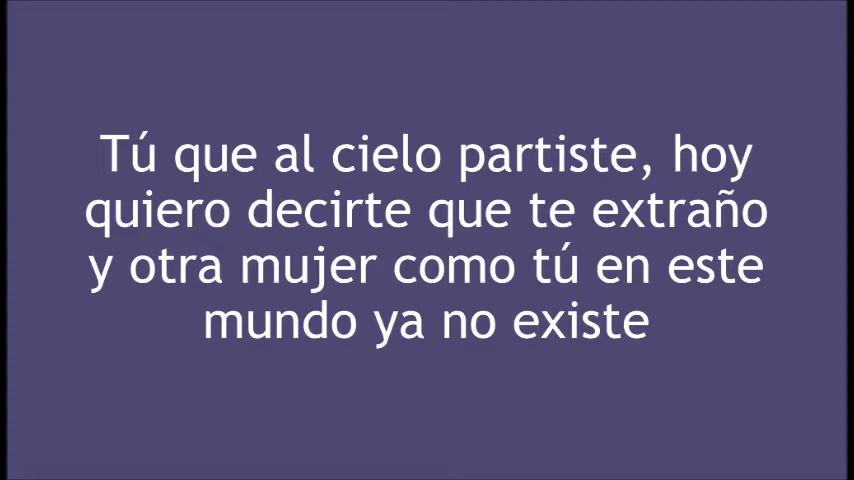 Tú que al cielo partiste, hoy
quiero decirte que te extraño
y otra mujer como tú en este
mundo ya no existe